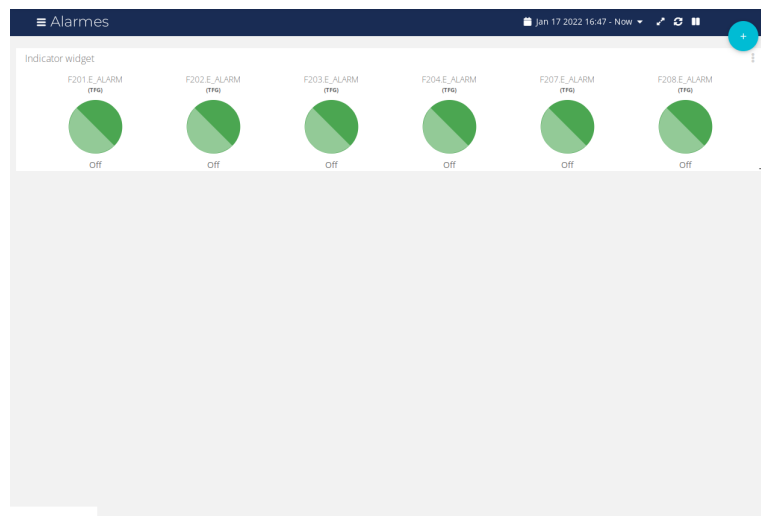 Alarmes
Jan 17 2022 16:47 - Now
+
Indicator widget
F201.E_ALARM F202.E_ALARM F203.E_ALARM F204.E_ALARM F207.E_ALARM F208.E_ALARM
(TFG) (TFG) (TFG) (TFG) (TFG) (TFG)
Off Off Off Off Off Off